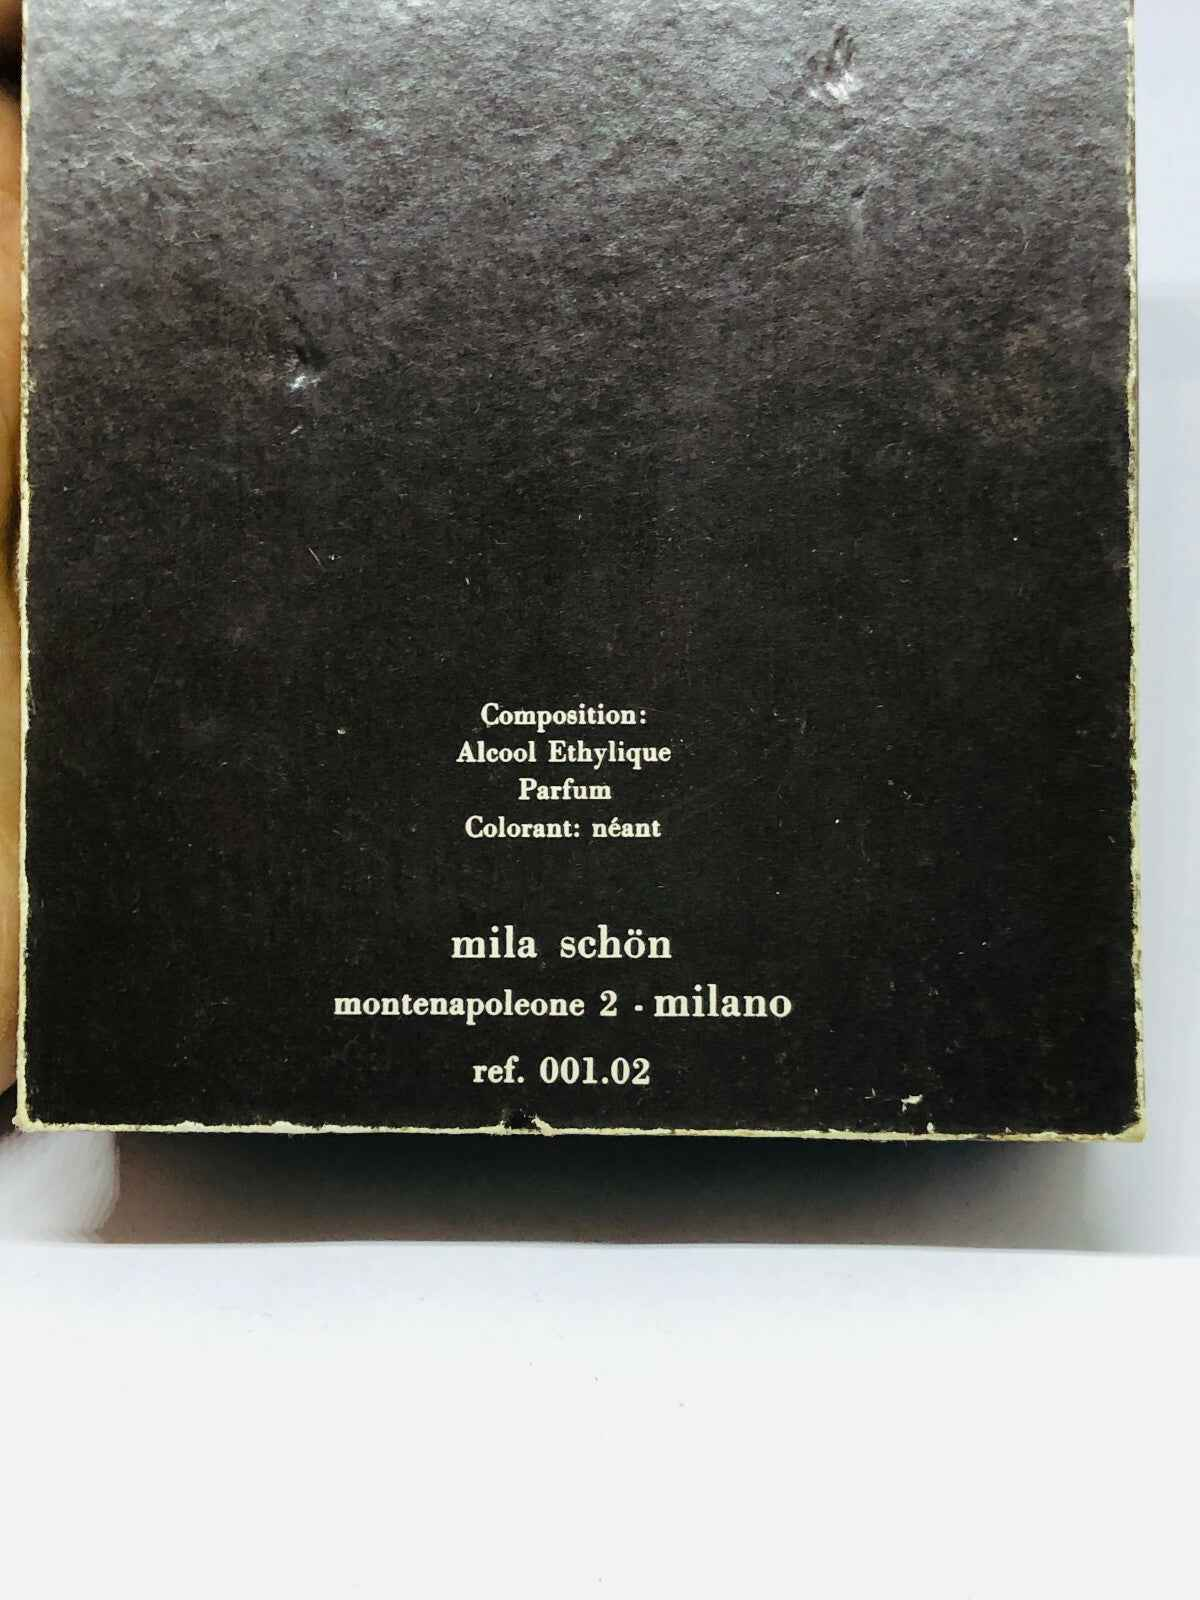 Composition:
Alcool Ethylique
Parfum
Colorant: néant
mila schön
montenapoleone 2 - milano
ref. 001.02